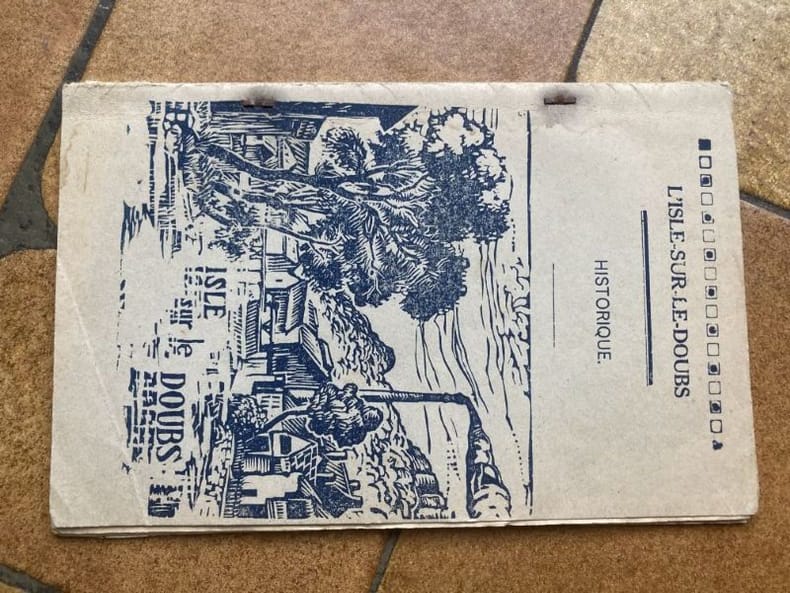 L'ISLE-SUR-LE-DOUBS
HISTORIQUE.
ISLE
sur le
DOUBS